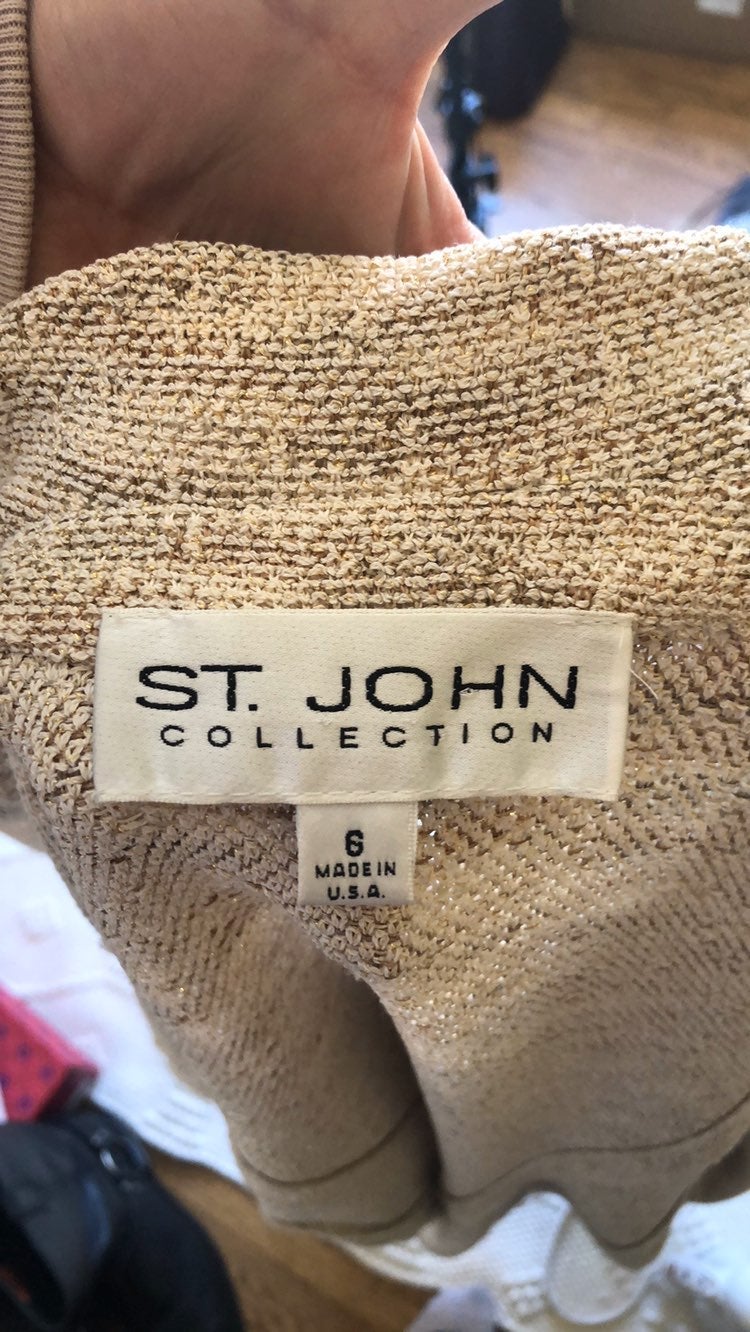 ST. JOHN
COLLECTION
6
MADE IN
U.S.A.